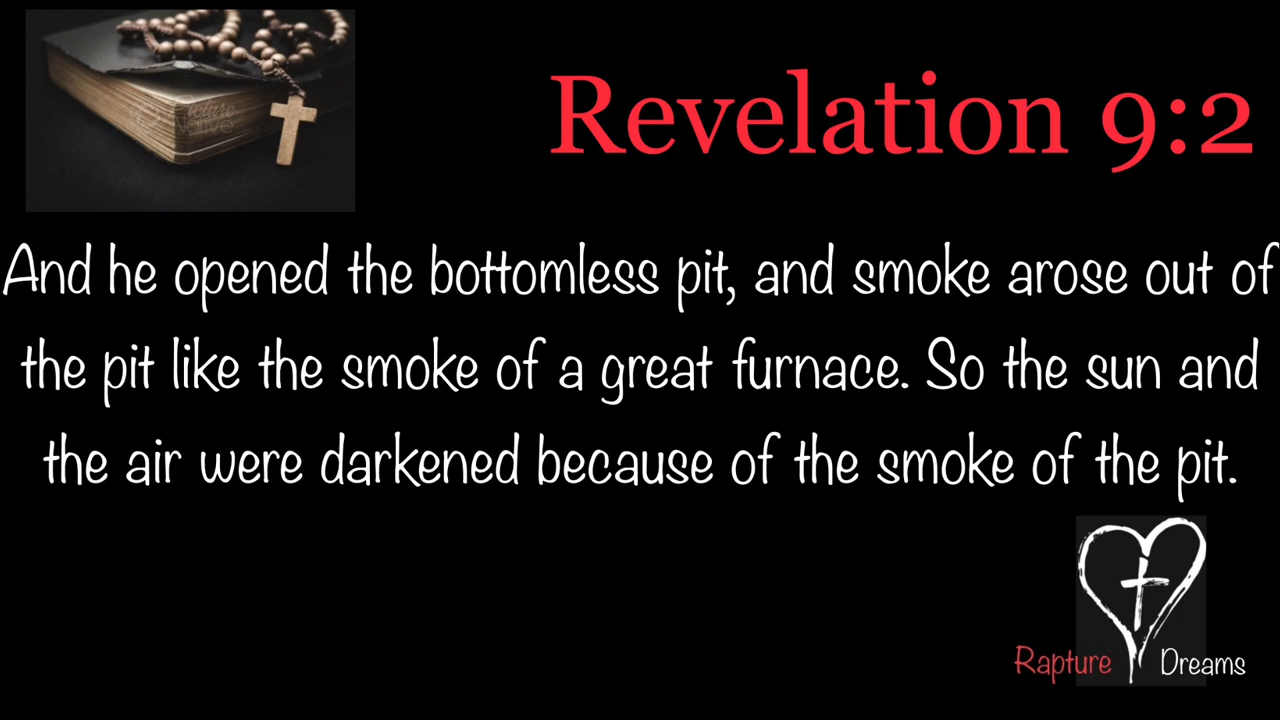 Revelation 9:2
And he opened the bottomless pit, and smoke arose out of
the pit like the smoke of a great furnace. So the sun and
the air were darkened because of the smoke of the pit.
Rapture Dreams